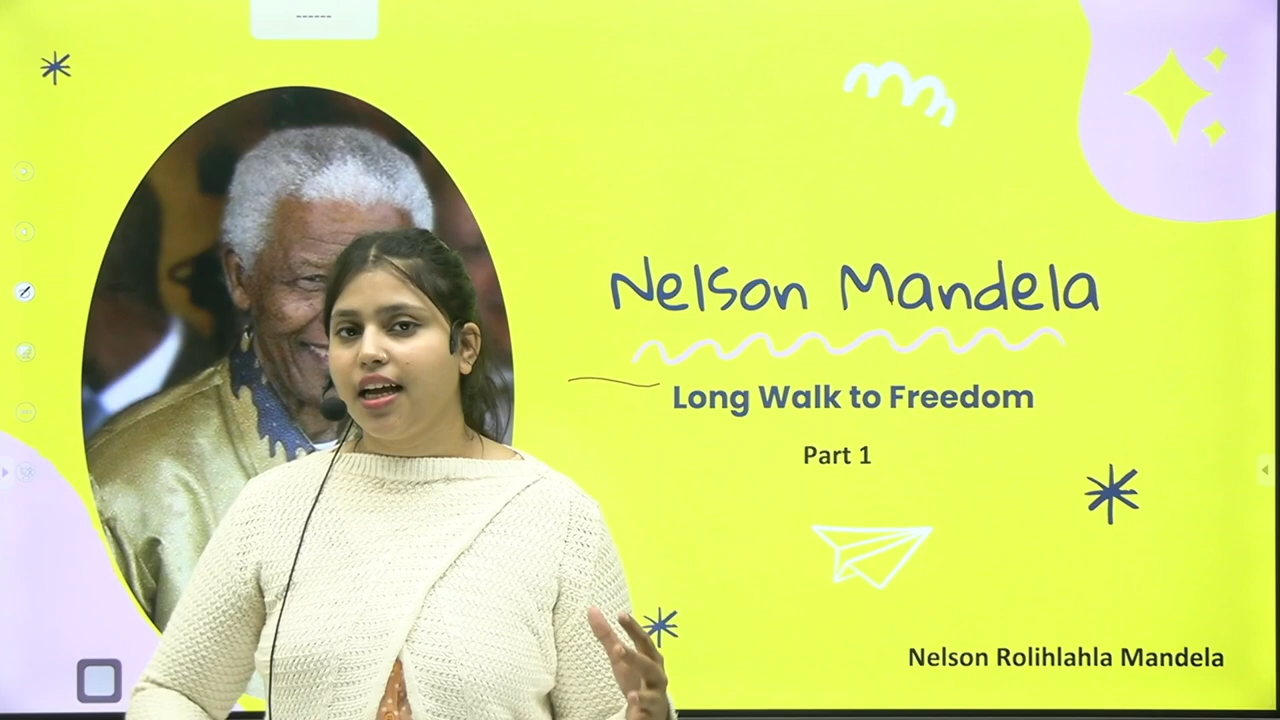 ------
Nelson Mandela
Long Walk to Freedom
Part 1
Nelson Rolihlahla Mandela